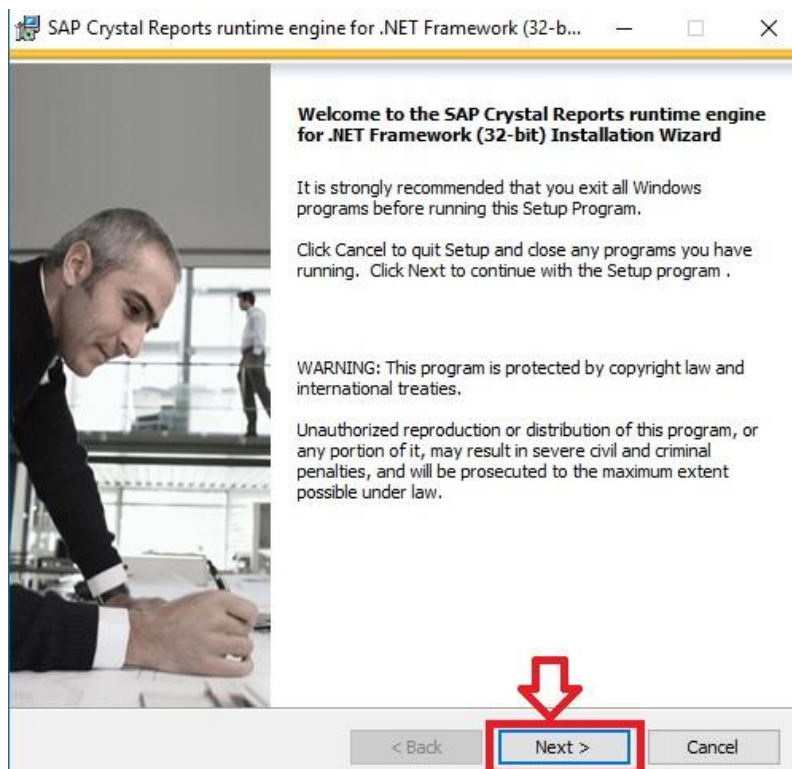 SAP Crystal Reports runtime engine for .NET Framework (32-b...
Welcome to the SAP Crystal Reports runtime engine
for .NET Framework (32-bit) Installation Wizard
It is strongly recommended that you exit all Windows
programs before running this Setup Program.
Click Cancel to quit Setup and close any programs you have
running.  Click Next to continue with the Setup program .
WARNING: This program is protected by copyright law and
international treaties.
Unauthorized reproduction or distribution of this program, or
any portion of it, may result in severe civil and criminal
penalties, and will be prosecuted to the maximum extent
possible under law.
< Back
Next >
Cancel